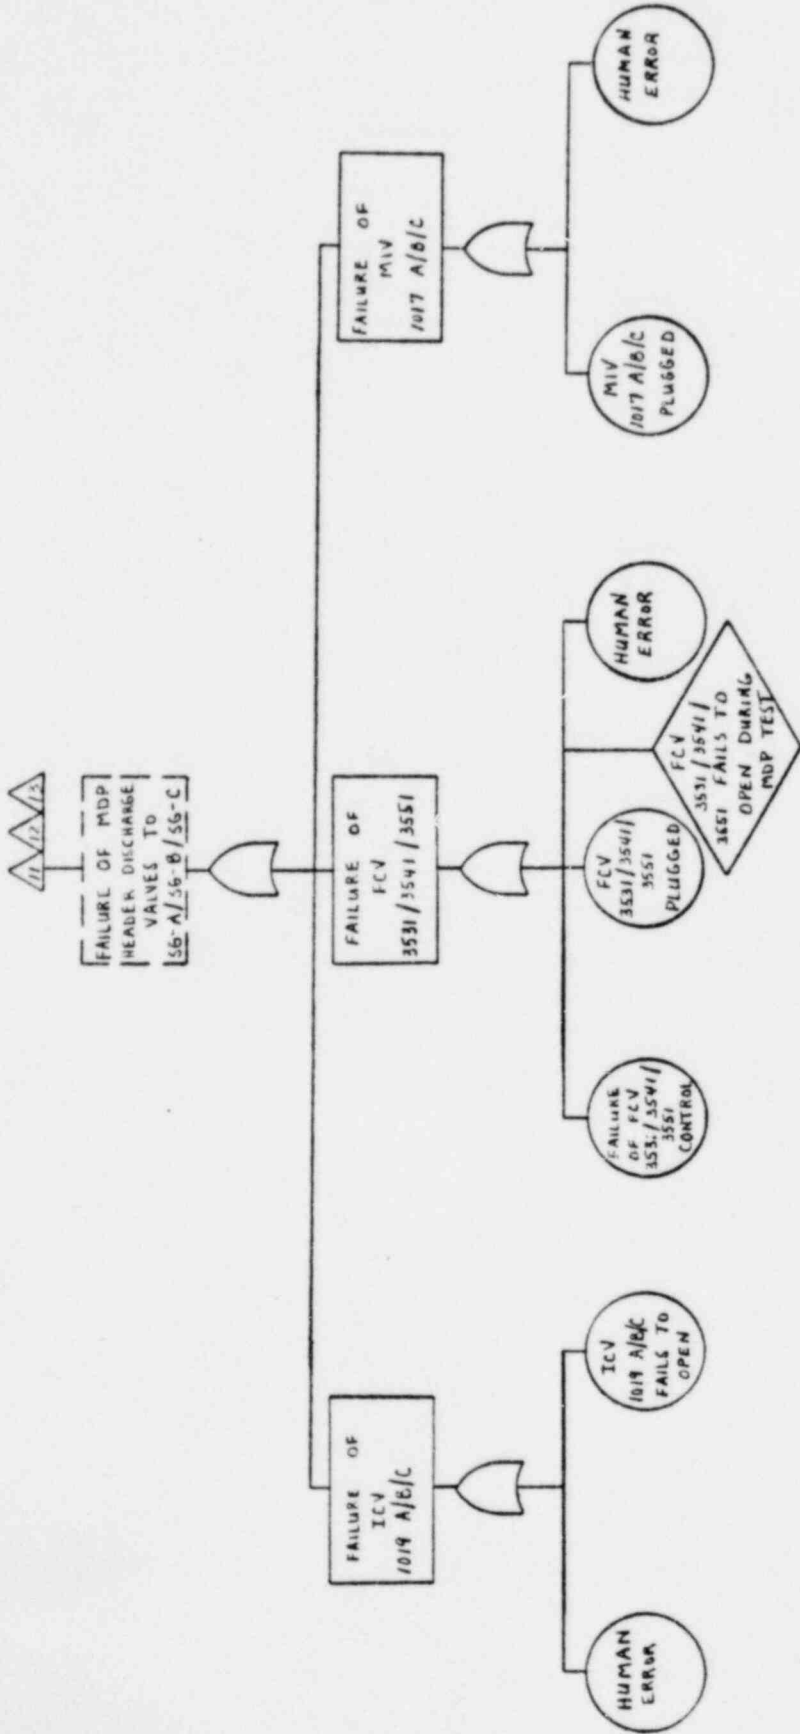 11 12 13
FAILURE OF MDP
HEADER DISCHARGE
VALVES TO
SG-A/SG-B/SG-C
FAILURE OF
ICV
1019 A/B/C
FAILURE OF
FCV
3531/3541/3551
FAILURE OF
MIV
1017 A/B/C
HUMAN
ERROR
ICV
1019 A/B/C
FAILS TO
OPEN
FAILURE
OF FCV
3531/3541/
3551
CONTROL
FCV
3531/3541/
3551
PLUGGED
FCV
3531/3541/
3551 FAILS TO
OPEN DURING
MDP TEST
HUMAN
ERROR
MIV
1017 A/B/C
PLUGGED
HUMAN
ERROR